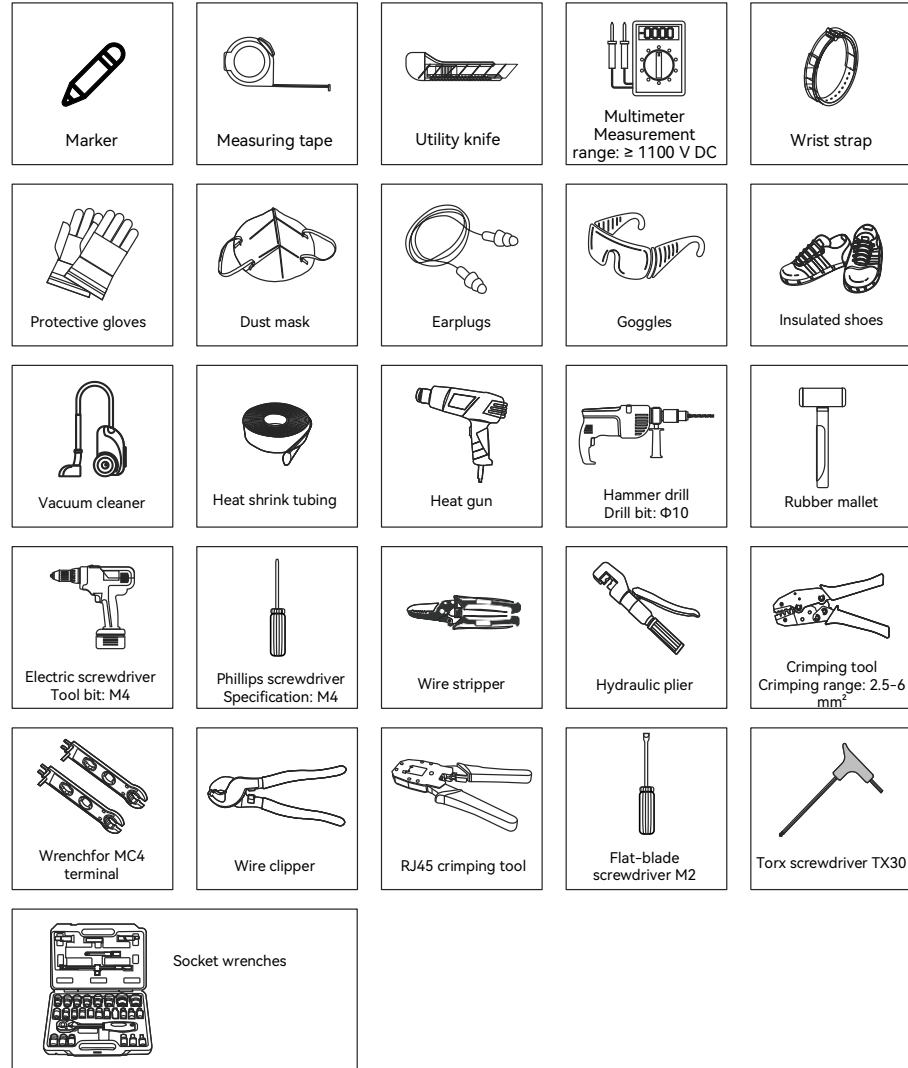 Marker
Measuring tape
Utility knife
Multimeter
Measurement
range: ≥ 1100 V DC
Wrist strap
Protective gloves
Dust mask
Earplugs
Goggles
Insulated shoes
Vacuum cleaner
Heat shrink tubing
Heat gun
Hammer drill
Drill bit: Φ10
Rubber mallet
Electric screwdriver
Tool bit: M4
Phillips screwdriver
Specification: M4
Wire stripper
Hydraulic plier
Crimping tool
Crimping range: 2.5-6
mm²
Wrenchfor MC4
terminal
Wire clipper
RJ45 crimping tool
Flat-blade
screwdriver M2
Torx screwdriver TX30
Socket wrenches